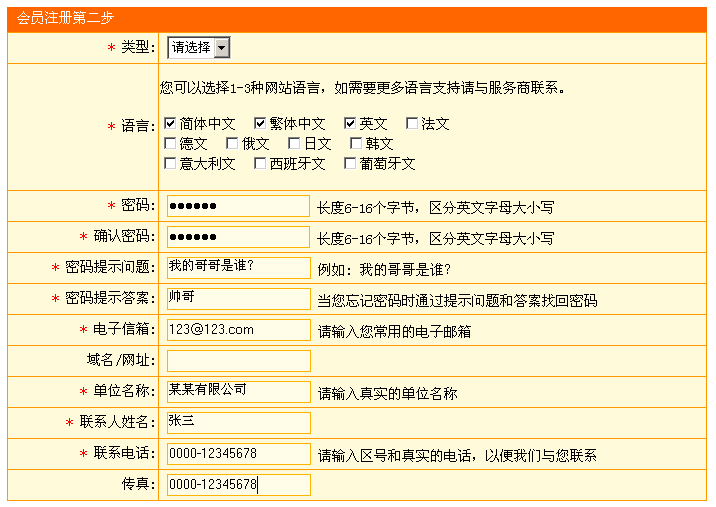 会员注册第二步
* 类型: 请选择
您可以选择1-3种网站语言，如需要更多语言支持请与服务商联系。
* 语言: 简体中文 繁体中文 英文 法文
德文 俄文 日文 韩文
意大利文 西班牙文 葡萄牙文
* 密码: ●●●●●● 长度6-16个字节，区分英文字母大小写
* 确认密码: ●●●●●● 长度6-16个字节，区分英文字母大小写
* 密码提示问题: 我的哥哥是谁? 例如: 我的哥哥是谁?
* 密码提示答案: 帅哥 当您忘记密码时通过提示问题和答案找回密码
* 电子信箱: 123@123.com 请输入您常用的电子邮箱
域名/网址:
* 单位名称: 某某有限公司 请输入真实的单位名称
* 联系人姓名: 张三
* 联系电话: 0000-12345678 请输入区号和真实的电话，以便我们与您联系
传真: 0000-12345678